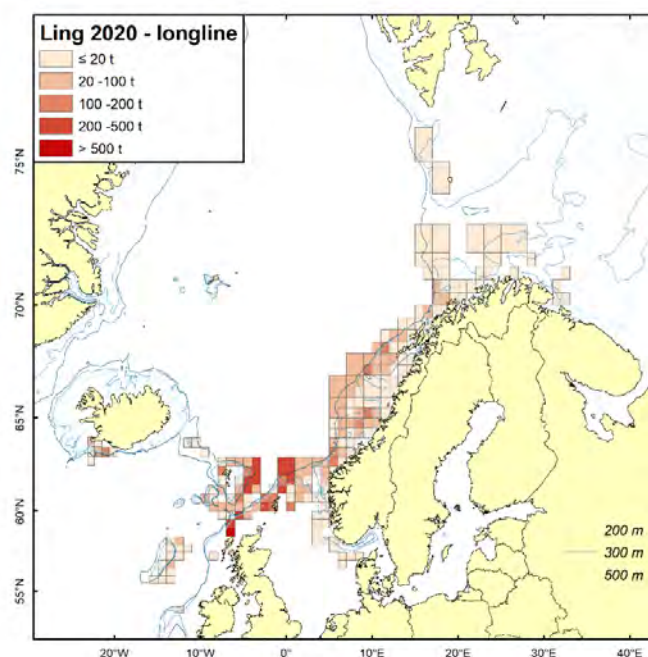 Ling 2020 - longline
≤ 20 t
20 -100 t
100 -200 t
200 -500 t
> 500 t
75°N
70°N
65°N
60°N
55°N
200 m
300 m
500 m
20°W
10°W
0°
10°E
20°E
30°E
40°E